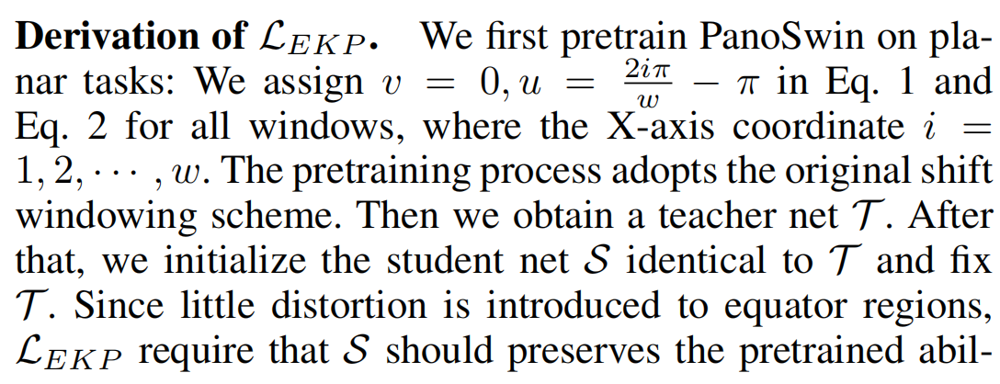 Derivation of $\mathcal{L}_{EKP}$. We first pretrain PanoSwin on pla-
nar tasks: We assign $v = 0, u = \frac{2i\pi}{w} - \pi$ in Eq. 1 and
Eq. 2 for all windows, where the X-axis coordinate $i =$
$1, 2, \cdots, w$. The pretraining process adopts the original shift
windowing scheme. Then we obtain a teacher net $\mathcal{T}$. After
that, we initialize the student net $\mathcal{S}$ identical to $\mathcal{T}$ and fix
$\mathcal{T}$. Since little distortion is introduced to equator regions,
$\mathcal{L}_{EKP}$ require that $\mathcal{S}$ should preserves the pretrained abil-